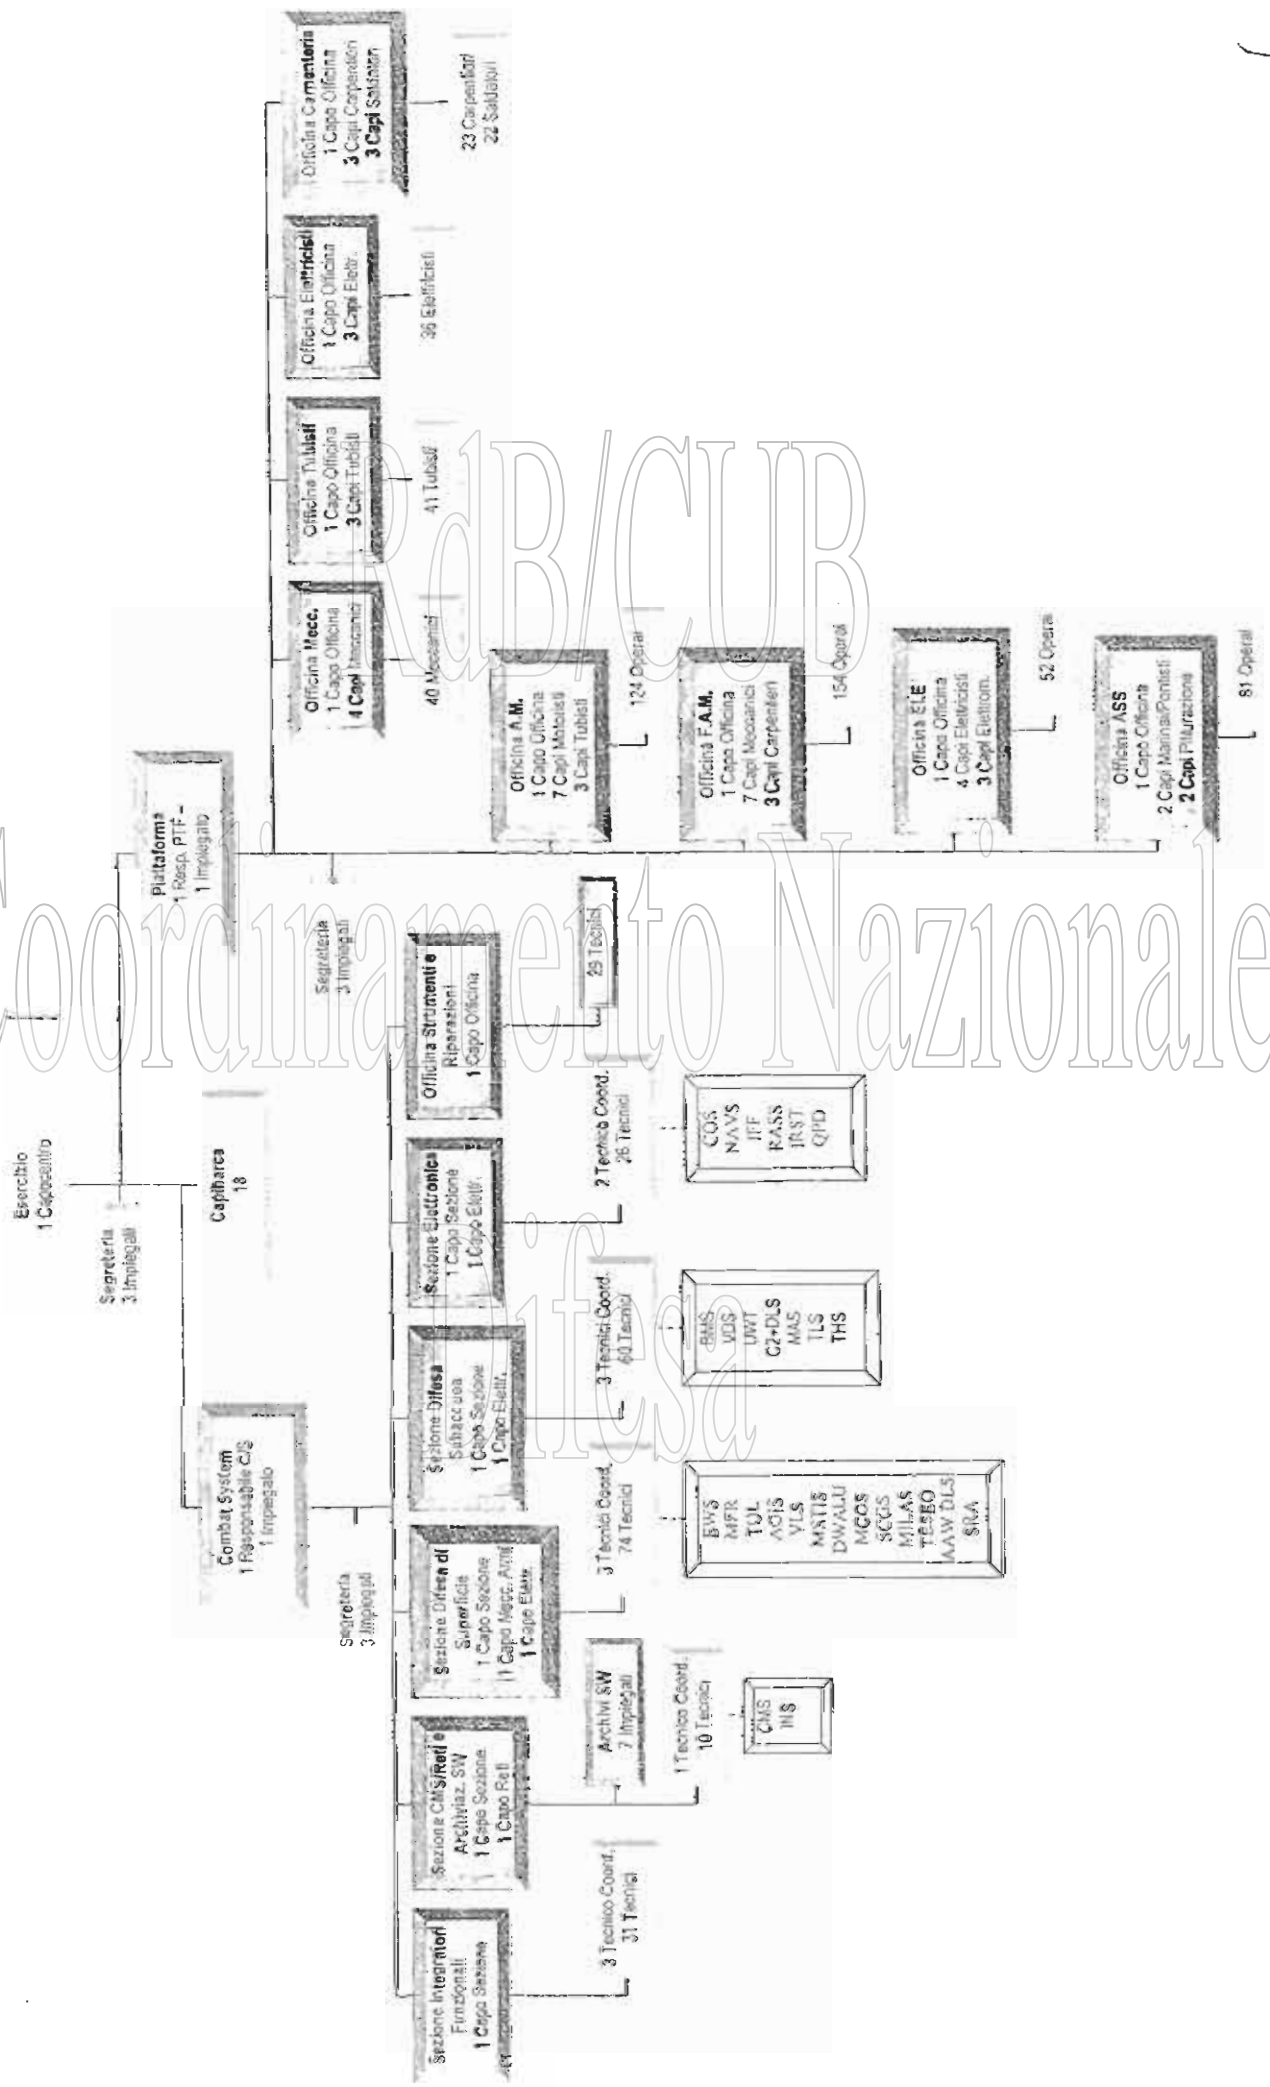 Esercizio
1 Capocentro
Segreteria
3 Impiegati
Combat System
1 Responsabile C/S
1 Impiegato
Capibarca
18
Piattaforma
1 Resp. PTF -
1 Impiegato
Segreteria
3 Impiegati
Segreteria
3 Impiegati
Sezione Integratori
Funzionali
1 Capo Sezione
3 Tecnico Coord.
31 Tecnici
Sezione CMS/Reti e
Archiviaz. SW
1 Capo Sezione
1 Capo Reti
Archivi SW
7 Impiegati
1 Tecnico Coord.
19 Tecnici
CMS
INS
Sezione Difesa di
Superficie
1 Capo Sezione
1 Capo Mecc. Armi
1 Capo Elettr.
3 Tecnici Coord.
74 Tecnici
EWS
MFR
TDL
AOIS
VLS
MSTIS
DWALU
MGOS
SCGS
MILAS
TESEO
AAW DLS
SRA
Sezione Difesa
Subacquea
1 Capo Sezione
1 Capo Elettr.
3 Tecnici Coord.
60 Tecnici
BMS
VDS
UWT
G2+DLS
MAS
TLS
THS
Sezione Elettronica
1 Capo Sezione
1 Capo Elettr.
2 Tecnico Coord.
26 Tecnici
COS
NAVS
IFF
RASS
IRST
QPD
Officina Strumenti e
Riparazioni
1 Capo Officina
29 Tecnici
Officina Mecc.
1 Capo Officina
4 Capi Meccanici
40 Meccanici
Officina Tubisti
1 Capo Officina
3 Capi Tubisti
41 Tubisti
Officina Elettricisti
1 Capo Officina
3 Capi Elettr.
36 Elettricisti
Officina Carpenteria
1 Capo Officina
3 Capi Carpentieri
3 Capi Saldatori
23 Carpentieri
22 Saldatori
Officina A.M.
1 Capo Officina
7 Capi Motoristi
3 Capi Tubisti
124 Operai
Officina F.A.M.
1 Capo Officina
7 Capi Meccanici
3 Capi Carpentieri
154 Operai
Officina ELE
1 Capo Officina
4 Capi Elettricisti
3 Capi Elettrom.
52 Operai
Officina ASS
1 Capo Officina
2 Capi Marinai/Pontisti
2 Capi Pitturazione
81 Operai
RdB/CUB
Coordinamento Nazionale
Difesa